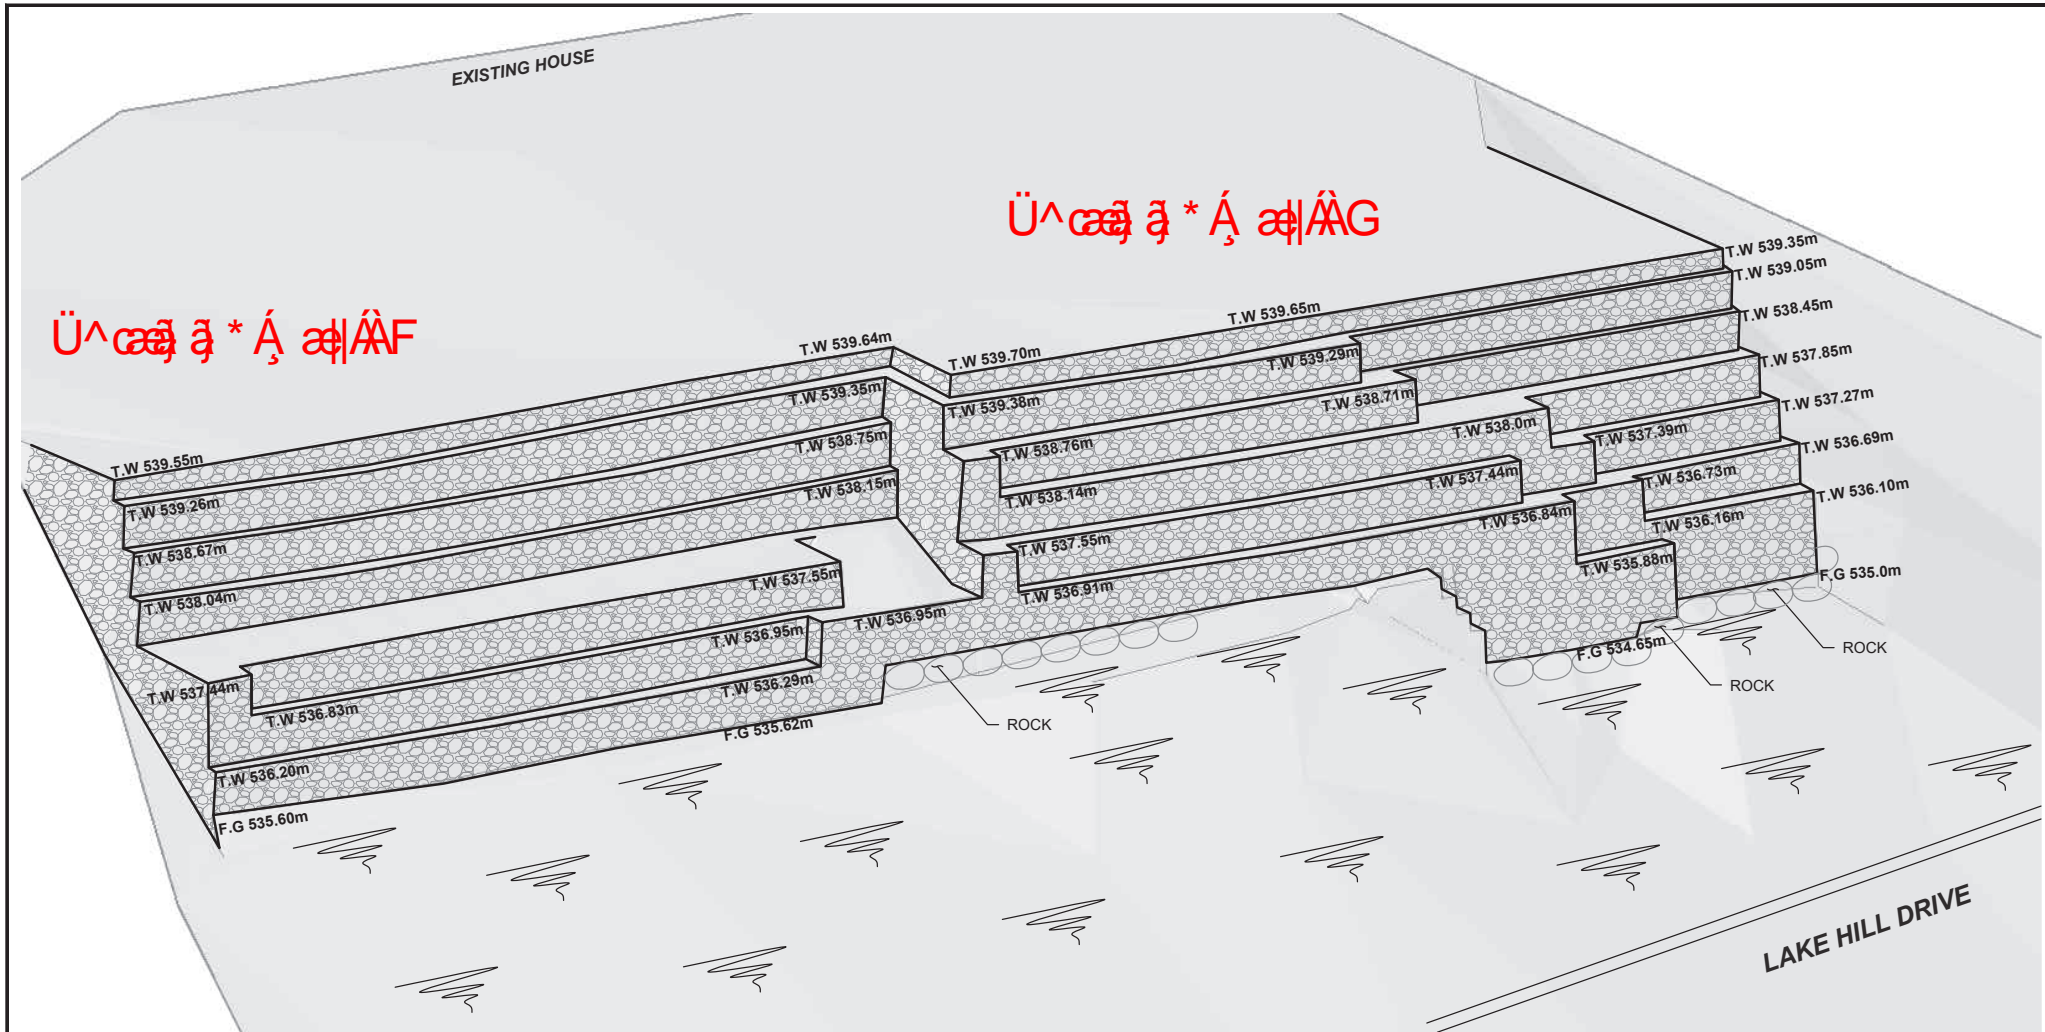 EXISTING HOUSE
T.W 539.35m
T.W 539.05m
T.W 539.65m
T.W 538.45m
T.W 539.64m
T.W 539.70m
T.W 539.29m
T.W 537.85m
T.W 539.35m
T.W 539.38m
T.W 538.71m
T.W 537.27m
T.W 538.75m
T.W 538.76m
T.W 538.0m
T.W 537.39m
T.W 536.69m
T.W 539.55m
T.W 538.15m
T.W 538.14m
T.W 537.44m
T.W 536.73m
T.W 536.10m
T.W 539.26m
T.W 537.55m
T.W 536.84m
T.W 536.16m
T.W 538.67m
T.W 537.55m
T.W 536.91m
T.W 535.88m
F.G 535.0m
T.W 538.04m
T.W 536.95m
T.W 536.95m
F.G 534.65m
ROCK
T.W 537.44m
T.W 536.29m
ROCK
T.W 536.83m
F.G 535.62m
ROCK
T.W 536.20m
F.G 535.60m
LAKE HILL DRIVE